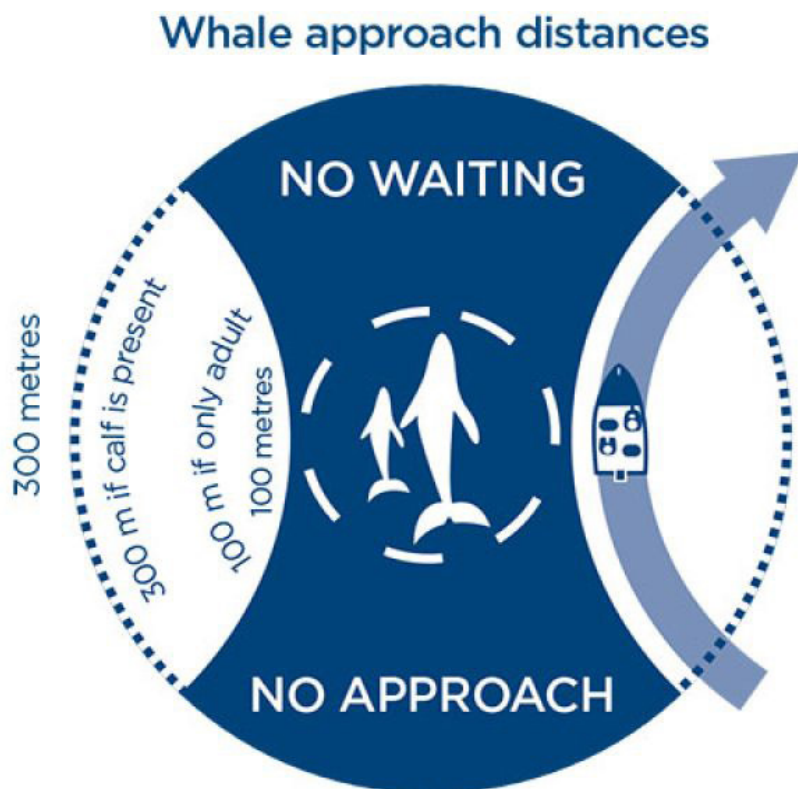 Whale approach distances
NO WAITING
300 metres
300 m if calf is present
100 m if only adult
100 metres
NO APPROACH